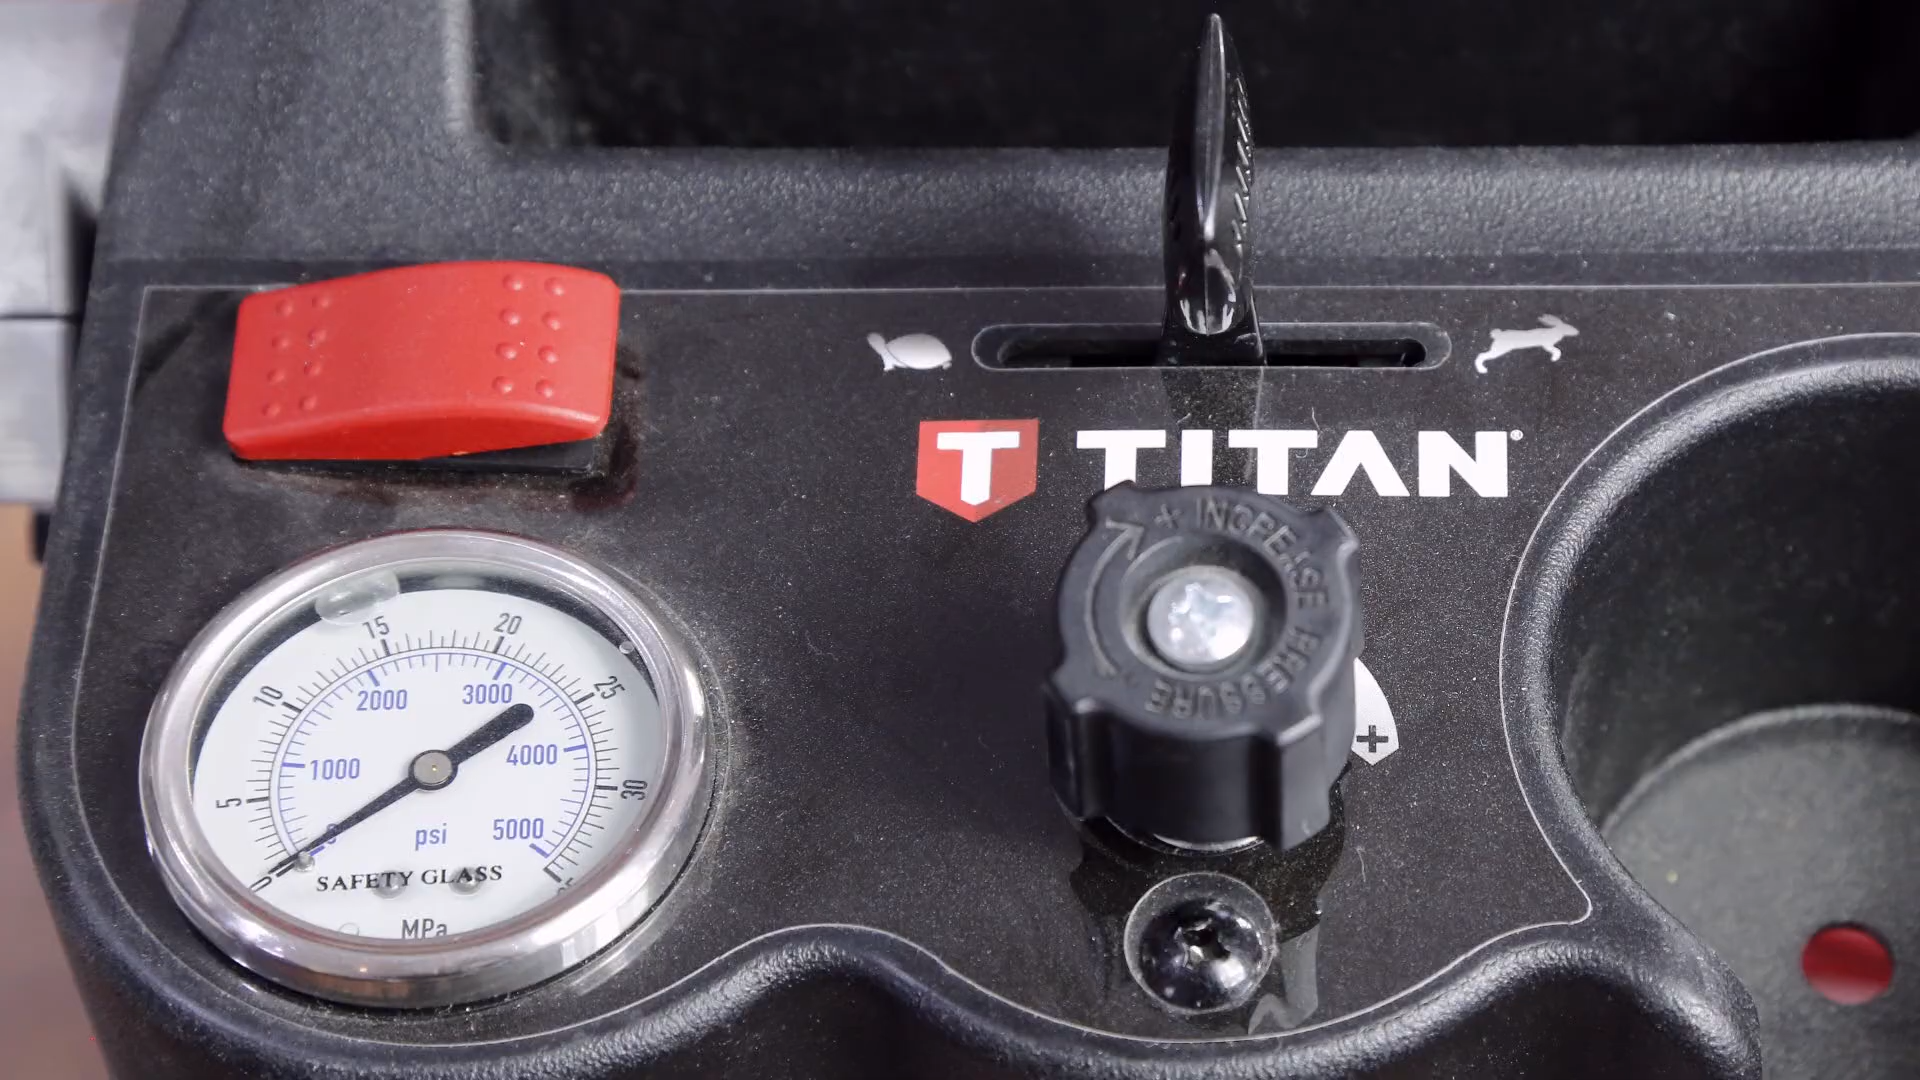 T TITAN®
+ INCREASE PRESSURE
+
15 20
10 25
2000 3000
1000 4000
5 30
0 psi 5000
0
SAFETY GLASS
MPa